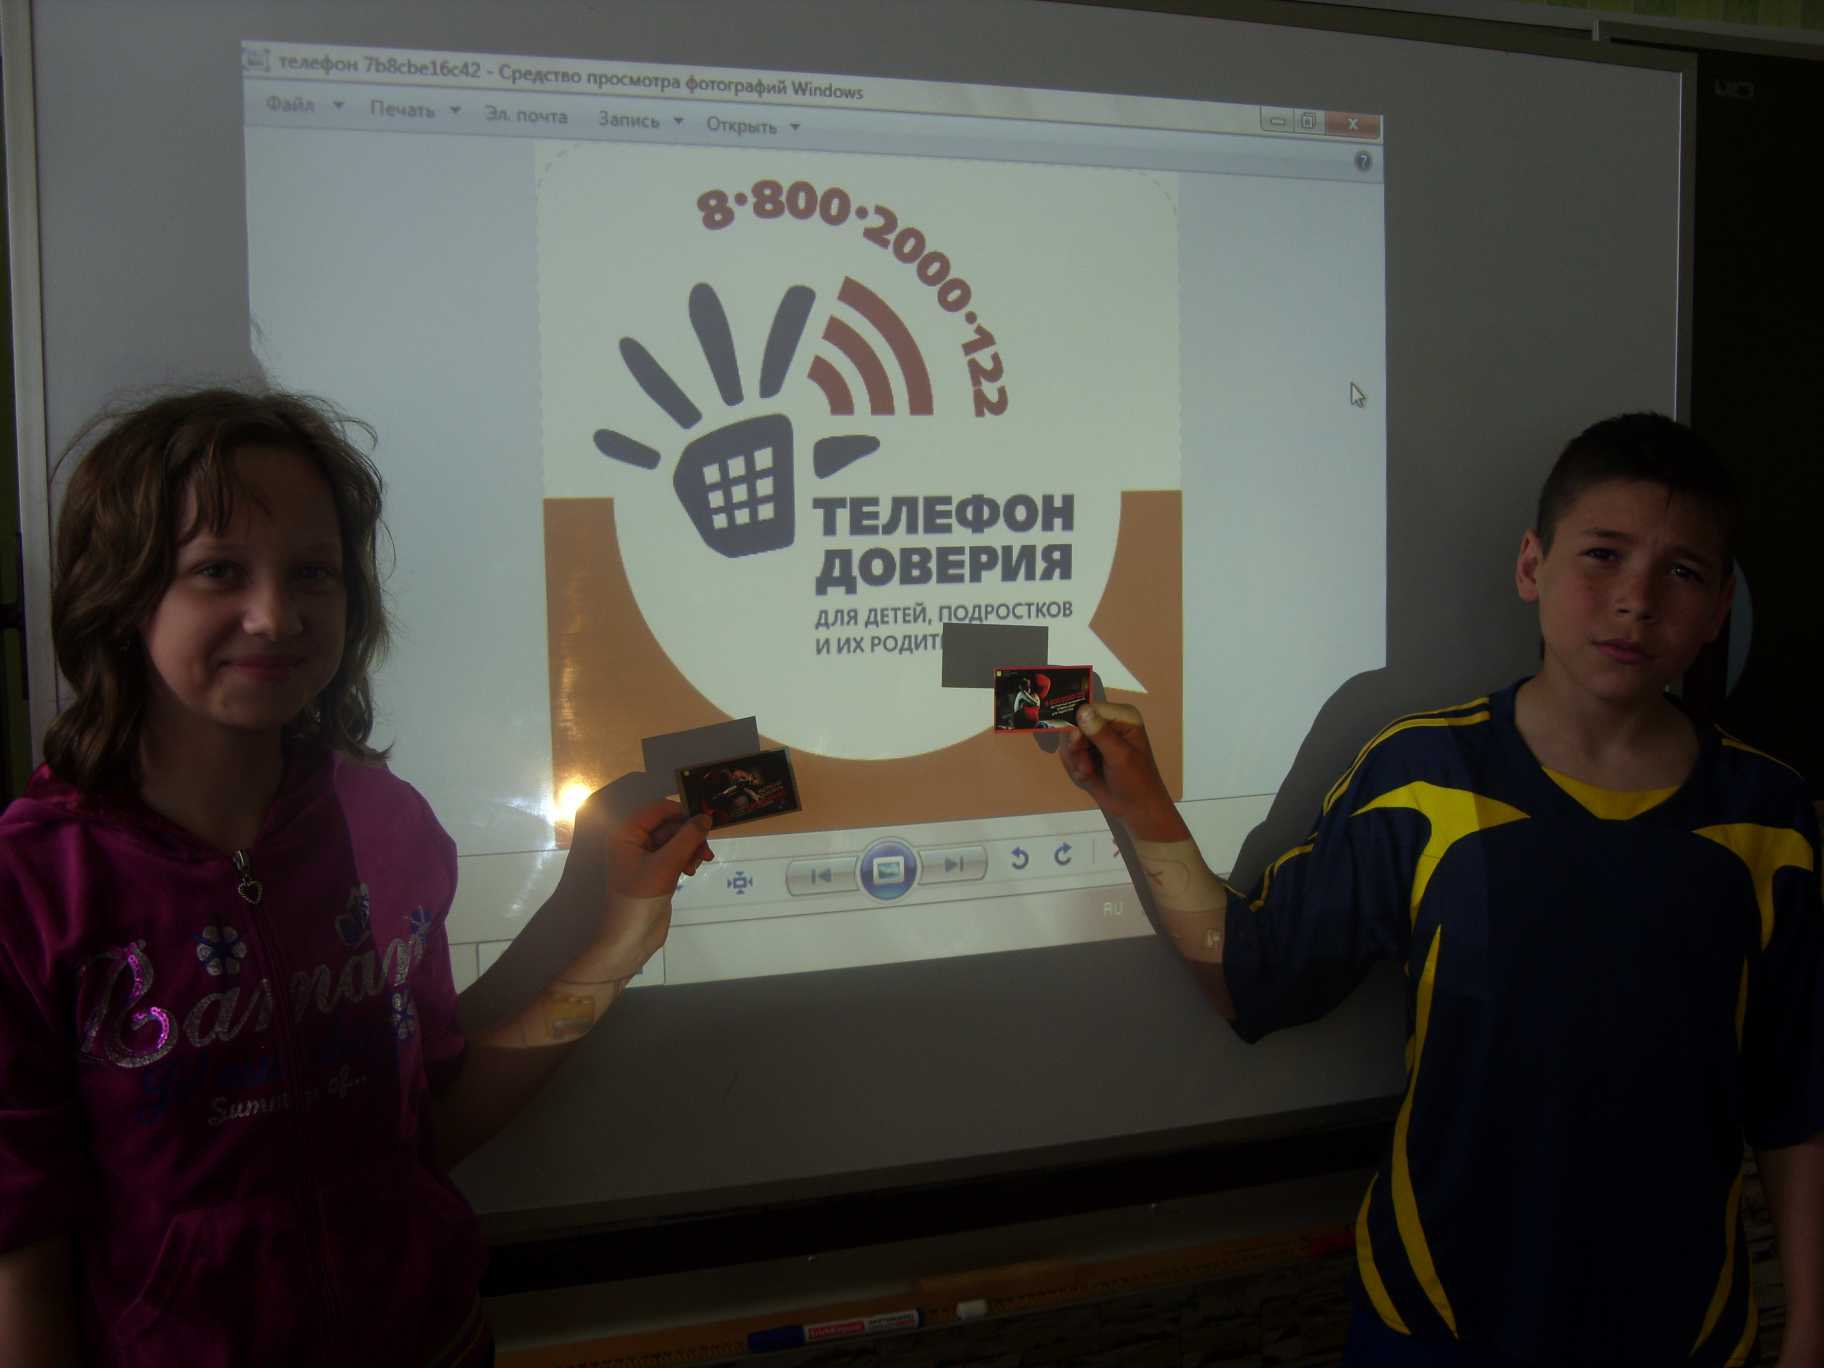 телефон 7b8cbe16c42 - Средство просмотра фотографий Windows
Файл Печать Эл. почта Запись Открыть
8·800·2000·122
ТЕЛЕФОН
ДОВЕРИЯ
ДЛЯ ДЕТЕЙ, ПОДРОСТКОВ
И ИХ РОДИТ
RU